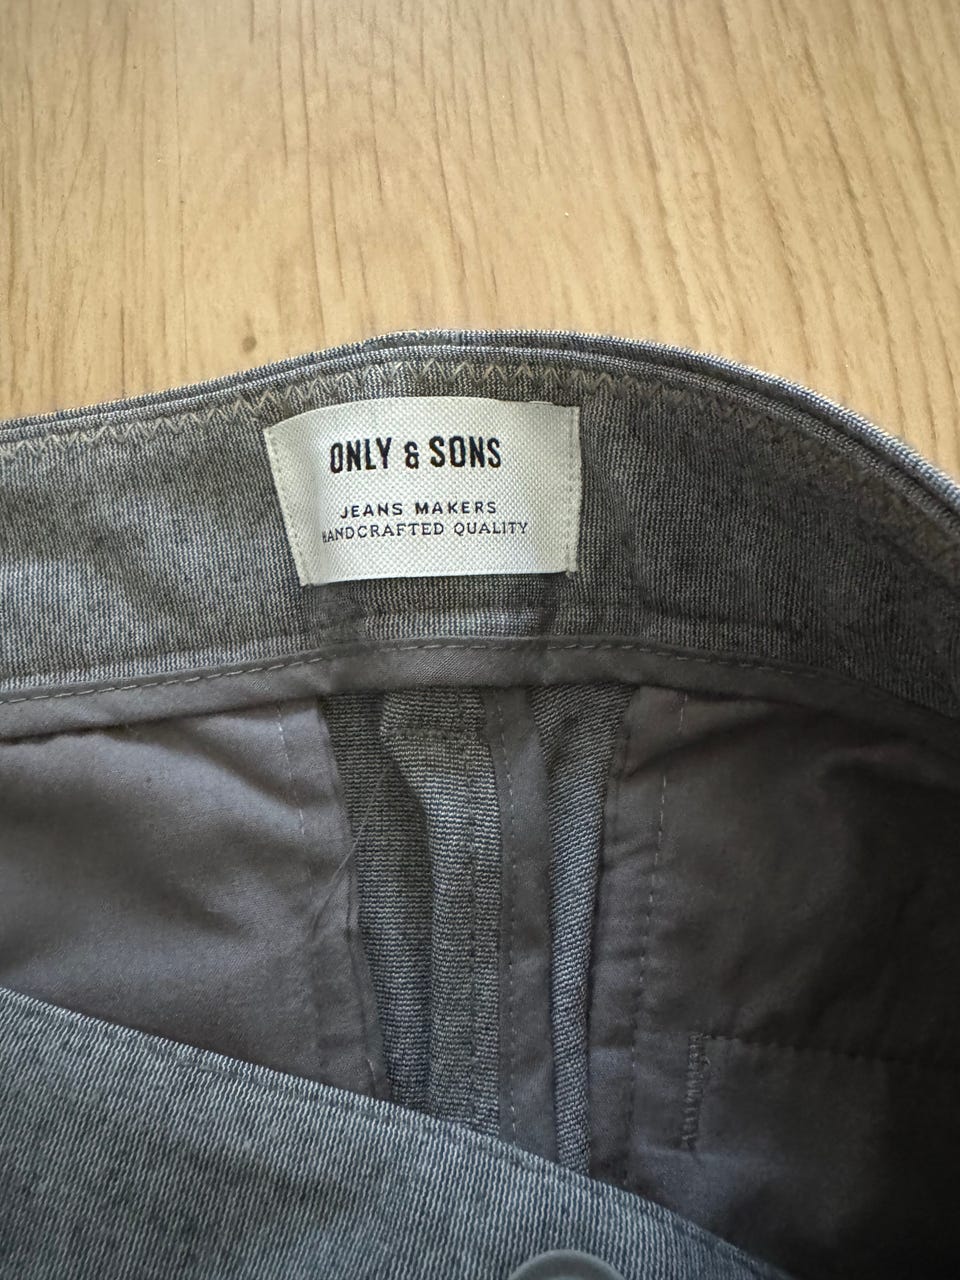 ONLY & SONS
JEANS MAKERS
HANDCRAFTED QUALITY